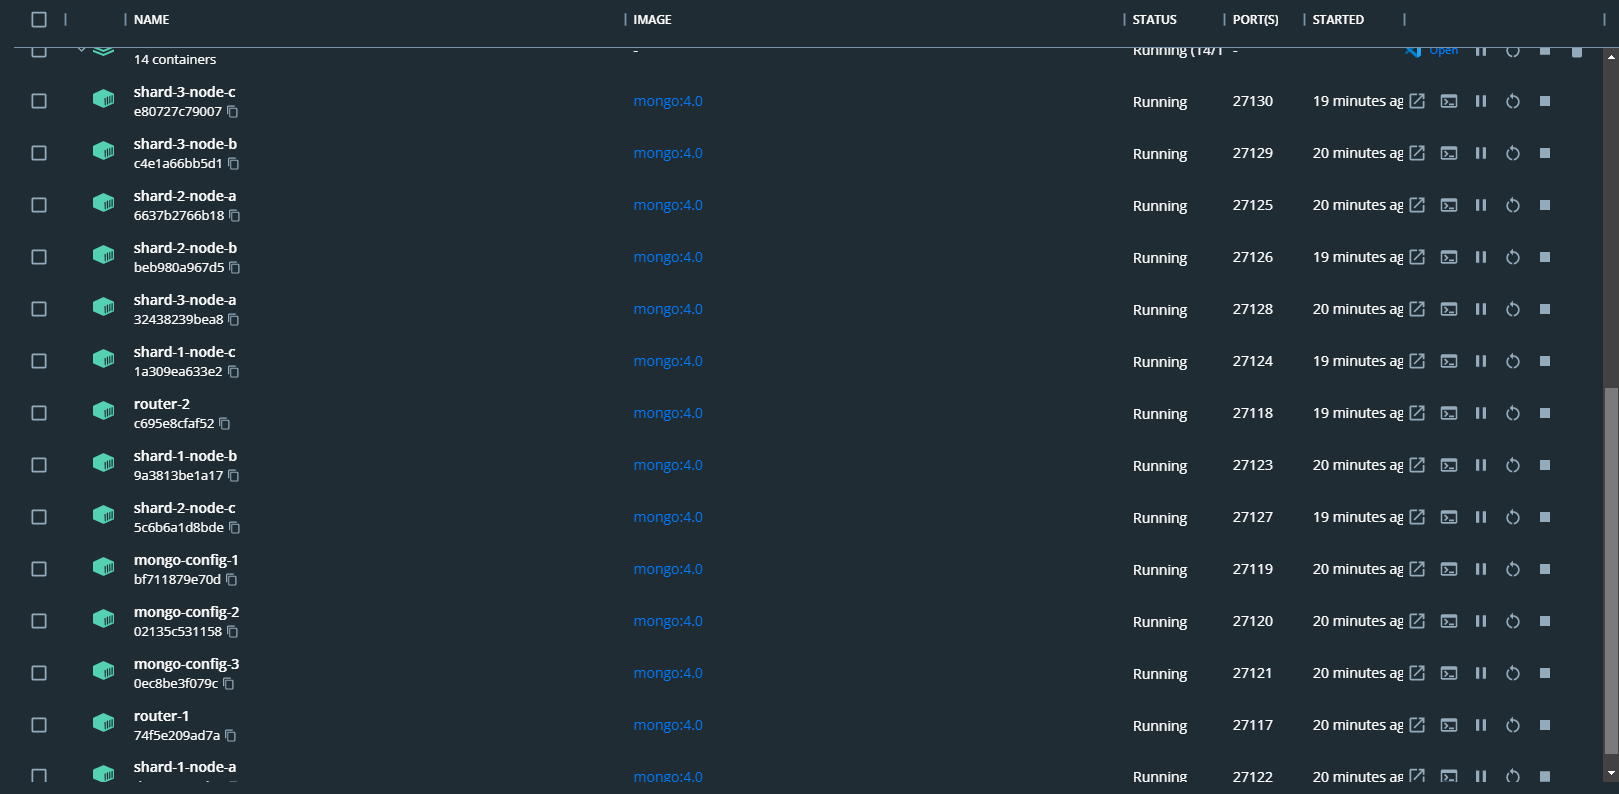 NAME IMAGE STATUS PORT(S) STARTED
- Running (14/1 - Open
14 containers
shard-3-node-c
e80727c79007 mongo:4.0 Running 27130 19 minutes ag
shard-3-node-b
c4e1a66bb5d1 mongo:4.0 Running 27129 20 minutes ag
shard-2-node-a
6637b2766b18 mongo:4.0 Running 27125 20 minutes ag
shard-2-node-b
beb980a967d5 mongo:4.0 Running 27126 19 minutes ag
shard-3-node-a
32438239bea8 mongo:4.0 Running 27128 20 minutes ag
shard-1-node-c
1a309ea633e2 mongo:4.0 Running 27124 19 minutes ag
router-2
c695e8cfaf52 mongo:4.0 Running 27118 19 minutes ag
shard-1-node-b
9a3813be1a17 mongo:4.0 Running 27123 20 minutes ag
shard-2-node-c
5c6b6a1d8bde mongo:4.0 Running 27127 19 minutes ag
mongo-config-1
bf711879e70d mongo:4.0 Running 27119 20 minutes ag
mongo-config-2
02135c531158 mongo:4.0 Running 27120 20 minutes ag
mongo-config-3
0ec8be3f079c mongo:4.0 Running 27121 20 minutes ag
router-1
74f5e209ad7a mongo:4.0 Running 27117 20 minutes ag
shard-1-node-a
mongo:4.0 Running 27122 20 minutes ag